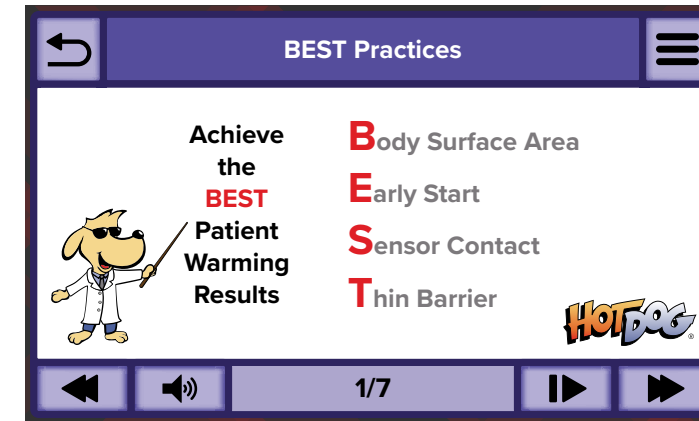 BEST Practices
Achieve
the
BEST
Patient
Warming
Results
Body Surface Area
Early Start
Sensor Contact
Thin Barrier
HOTDOG
®
1/7